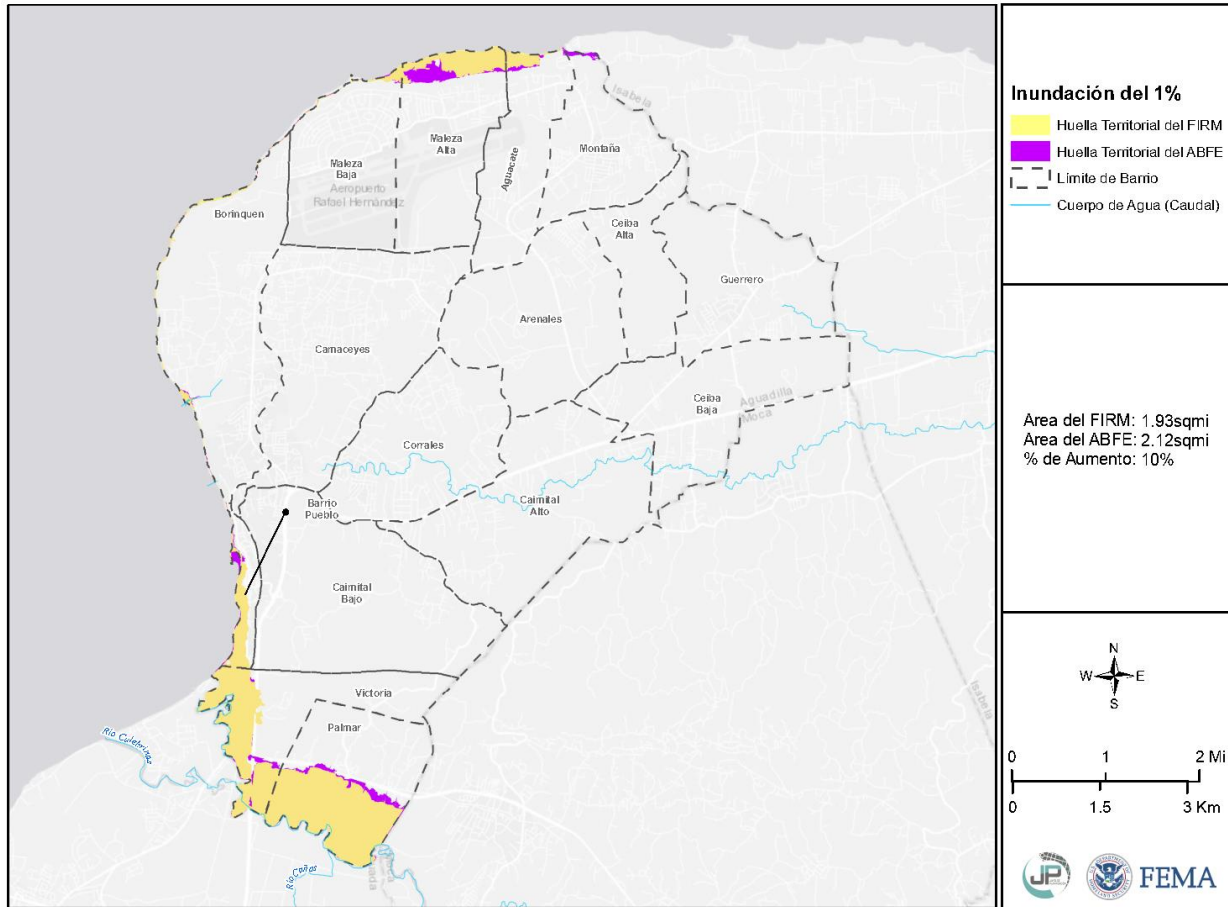 Isabela
Maleza
Alta
Montaña
Aguacate
Maleza
Baja
Aeropuerto
Rafael Hernández
Borinquen
Ceiba
Alta
Guerrero
Arenales
Camaceyes
Ceiba
Baja
Aguadilla
Moca
Corrales
Barrio
Pueblo
Caimital
Alto
Caimital
Bajo
Victoria
Palmar
Isabela
Río Culebrinas
Río Cañas
Inundación del 1%
Huella Territorial del FIRM
Huella Territorial del ABFE
Límite de Barrio
Cuerpo de Agua (Caudal)
Area del FIRM: 1.93sqmi
Area del ABFE: 2.12sqmi
% de Aumento: 10%
N
W E
S
0 1 2 Mi
0 1.5 3 Km
JP
FEMA